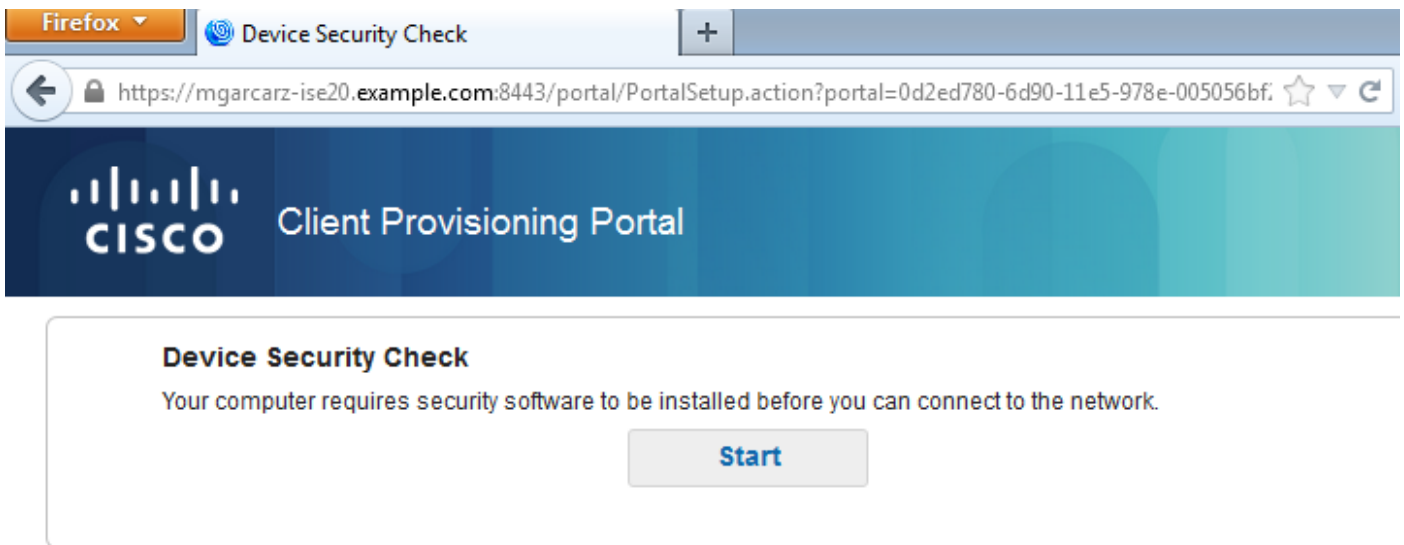 Firefox
Device Security Check
https://mgarcarz-ise20.example.com:8443/portal/PortalSetup.action?portal=0d2ed780-6d90-11e5-978e-005056bf
CISCO
Client Provisioning Portal
Device Security Check
Your computer requires security software to be installed before you can connect to the network.
Start